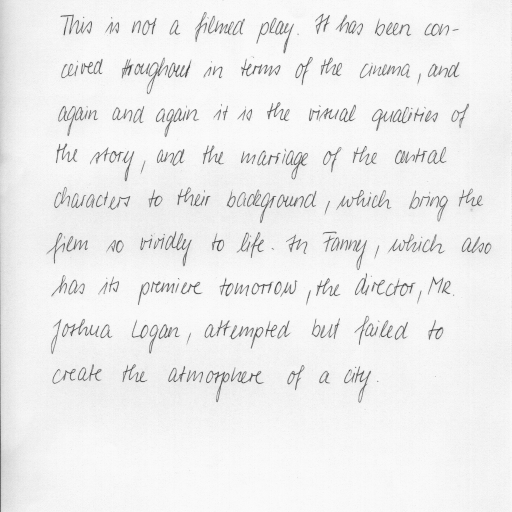 This is not a filmed play. It has been con-
ceived troughout in terms of the cinema, and
again and again it is the visual qualities of
the story, and the marriage of the central
characters to their background, which bring the
film so vividly to life. In Fanny, which also
has its premiere tomorrow, the director, Mr.
Joshua Logan, attempted but failed to
create the atmosphere of a city.